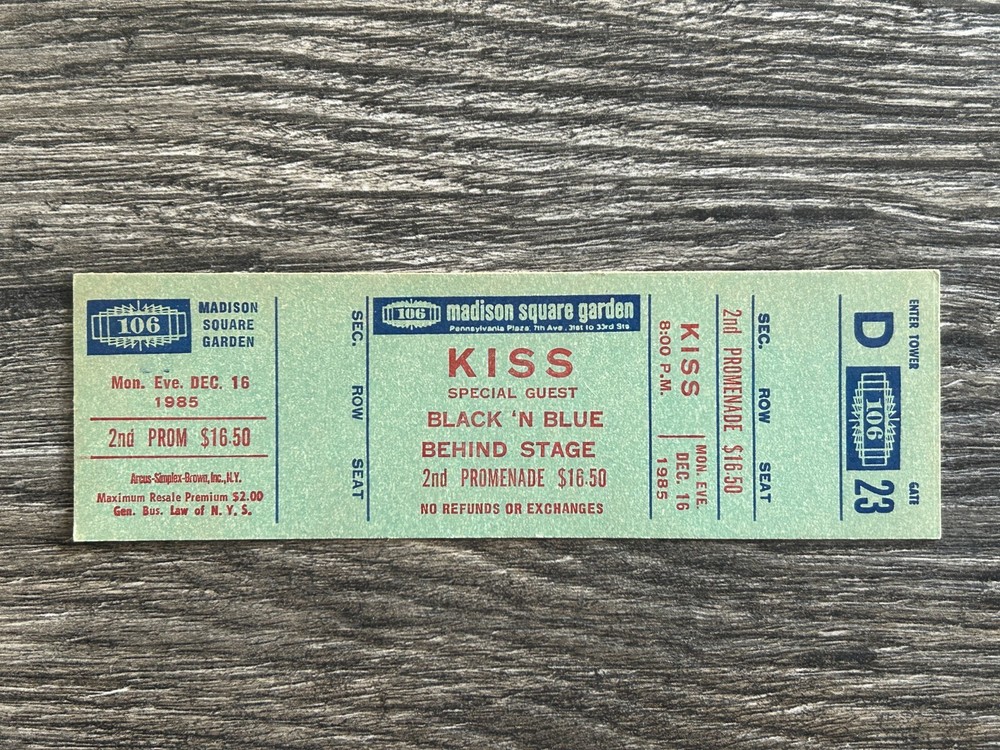 106
MADISON
SQUARE
GARDEN
Mon. Eve. DEC. 16
1985
2nd PROM $16.50
Arcus-Simplex-Brown, Inc., N.Y.
Maximum Resale Premium $2.00
Gen. Bus. Law of N. Y. S.
SEC. ROW SEAT
106 madison square garden
Pennsylvania Plaza, 7th Ave., 31st to 33rd Sts
KISS
SPECIAL GUEST
BLACK 'N BLUE
BEHIND STAGE
2nd PROMENADE $16.50
NO REFUNDS OR EXCHANGES
KISS
8:00 P.M.
MON. EVE.
DEC. 16
1985
2nd PROMENADE $16.50
SEC. ROW SEAT
ENTER TOWER
D
106
GATE
23